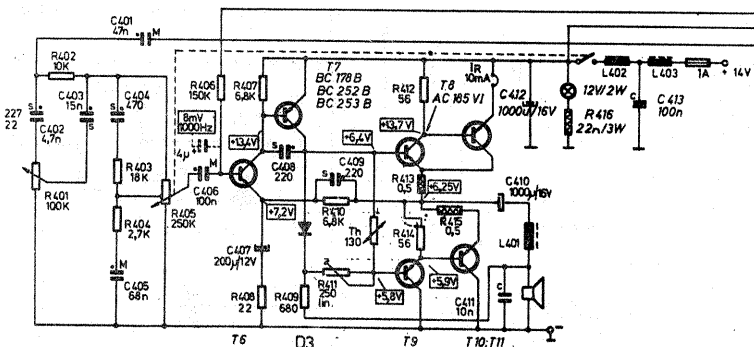 C401
47n
M
R402
10K
C403
15n
C404
470
S
S
S
227
22
C402
4,7n
R401
100K
R403
18K
R404
2,7K
C405
68n
M
R405
250K
R406
150K
R407
6,8K
8mV
1000Hz
4µ
M
C406
100n
+13,4V
+7,2V
C407
200µ/12V
R408
22
T7
BC 178 B
BC 252 B
BC 253 B
S
C408
220
S
C409
220
R410
6,8K
Th
130
R411
250
lin.
R409
680
+6,4V
+5,8V
R412
56
T8
AC 185 VI
+13,7V
IR
10mA
C412
1000µ/16V
R413
0,5
+6,25V
R414
56
R415
0,5
+5,9V
C410
1000µ/16V
L401
C
C411
10n
12V/2W
R416
22n/3W
L402
L403
C
C413
100n
1A
+ 14V
−
T6
D3
T9
T10;T11